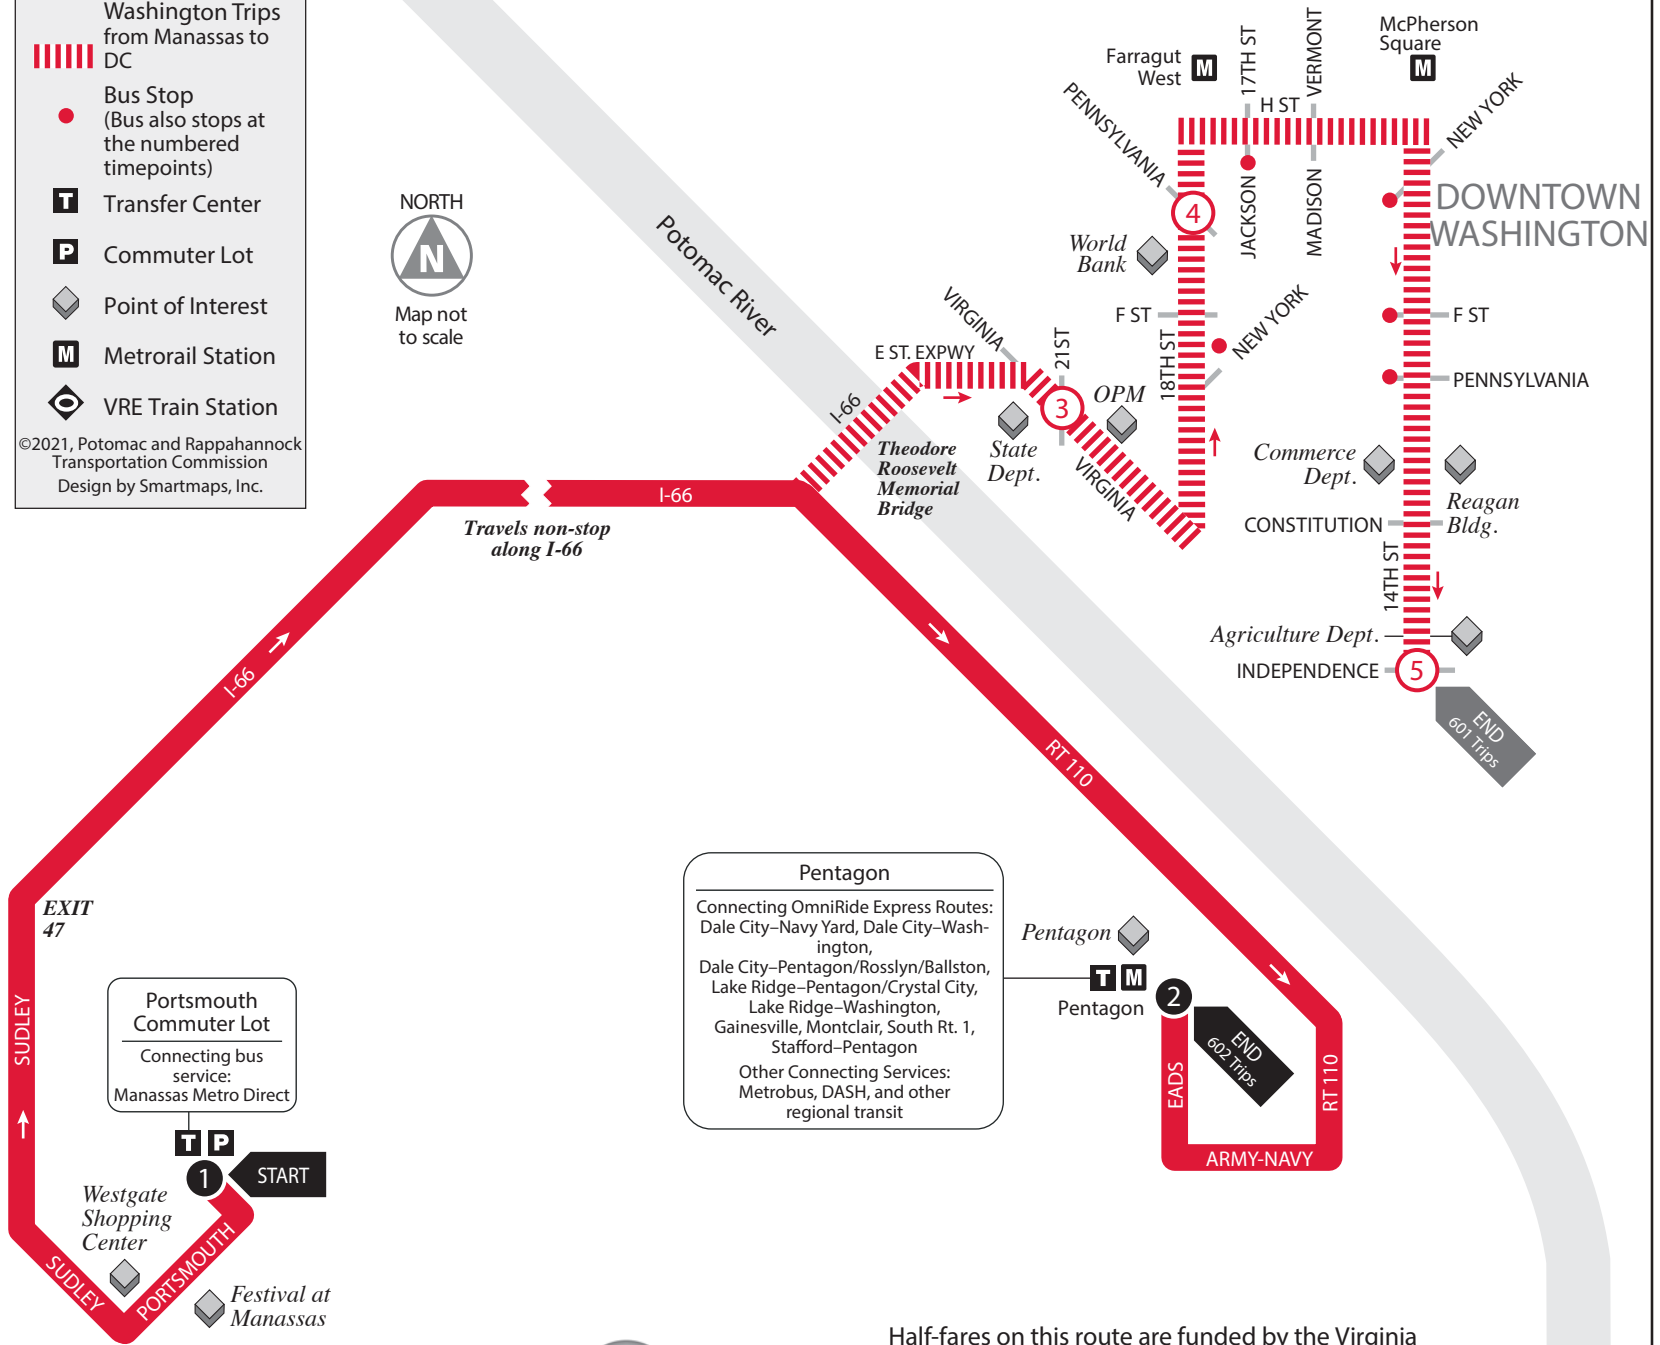 Washington Trips
from Manassas to
DC
Bus Stop
(Bus also stops at
the numbered
timepoints)
T Transfer Center
P Commuter Lot
Point of Interest
M Metrorail Station
VRE Train Station
©2021, Potomac and Rappahannock
Transportation Commission
Design by Smartmaps, Inc.
NORTH
N
Map not
to scale
Potomac River
Farragut
West
M
17TH ST
VERMONT
McPherson
Square
M
H ST
NEW YORK
PENNSYLVANIA
4
JACKSON
MADISON
DOWNTOWN
WASHINGTON
World
Bank
F ST
18TH ST
NEW YORK
F ST
PENNSYLVANIA
VIRGINIA
21ST
E ST. EXPWY
I-66
3
OPM
State
Dept.
VIRGINIA
Theodore
Roosevelt
Memorial
Bridge
Commerce
Dept.
Reagan
Bldg.
CONSTITUTION
14TH ST
Agriculture Dept.
INDEPENDENCE
5
END
601 Trips
I-66
Travels non-stop
along I-66
I-66
RT 110
EXIT
47
SUDLEY
Portsmouth
Commuter Lot
Connecting bus
service:
Manassas Metro Direct
T P
1
START
Westgate
Shopping
Center
SUDLEY
PORTSMOUTH
Festival at
Manassas
Pentagon
Connecting OmniRide Express Routes:
Dale City–Navy Yard, Dale City–Wash-
ington,
Dale City–Pentagon/Rosslyn/Ballston,
Lake Ridge–Pentagon/Crystal City,
Lake Ridge–Washington,
Gainesville, Montclair, South Rt. 1,
Stafford–Pentagon
Other Connecting Services:
Metrobus, DASH, and other
regional transit
Pentagon
T M
Pentagon
2
END
602 Trips
EADS
RT 110
ARMY-NAVY
Half-fares on this route are funded by the Virginia